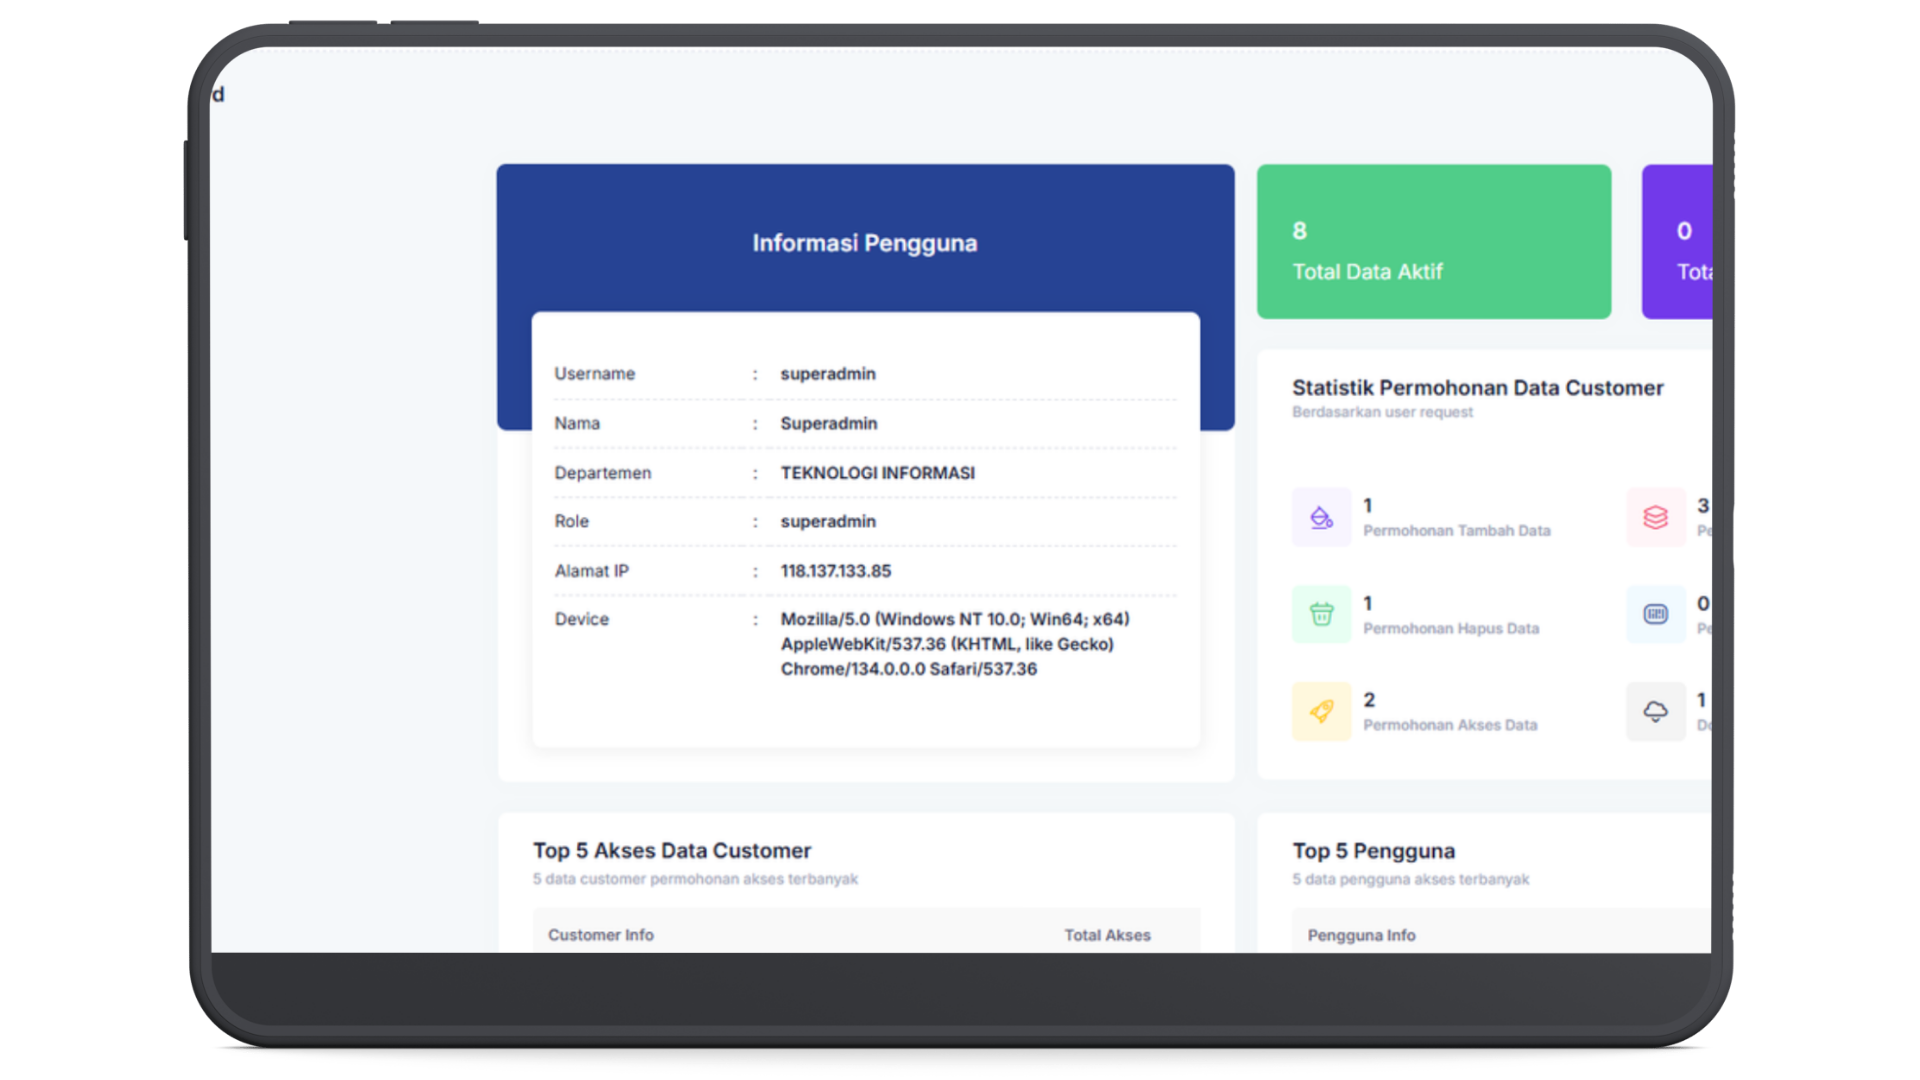 Informasi Pengguna
Username : superadmin
Nama : Superadmin
Departemen : TEKNOLOGI INFORMASI
Role : superadmin
Alamat IP : 118.137.133.85
Device : Mozilla/5.0 (Windows NT 10.0; Win64; x64)
AppleWebKit/537.36 (KHTML, like Gecko)
Chrome/134.0.0.0 Safari/537.36
8
Total Data Aktif
0
Statistik Permohonan Data Customer
Berdasarkan user request
1
Permohonan Tambah Data
3
1
Permohonan Hapus Data
0
2
Permohonan Akses Data
1
Top 5 Akses Data Customer
5 data customer permohonan akses terbanyak
Customer Info Total Akses
Top 5 Pengguna
5 data pengguna akses terbanyak
Pengguna Info